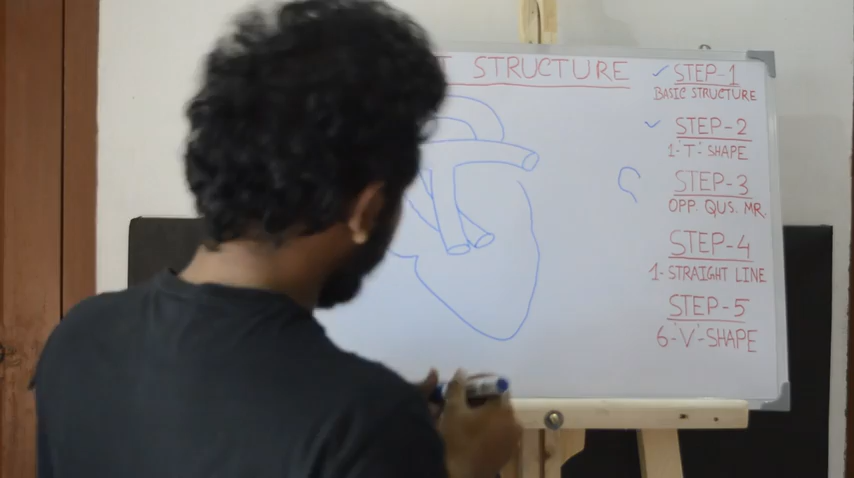 T STRUCTURE
STEP-1
BASIC STRUCTURE
STEP-2
1-'T'-SHAPE
STEP-3
OPP. QUS. MR.
STEP-4
1-STRAIGHT LINE
STEP-5
6-'V'-SHAPE